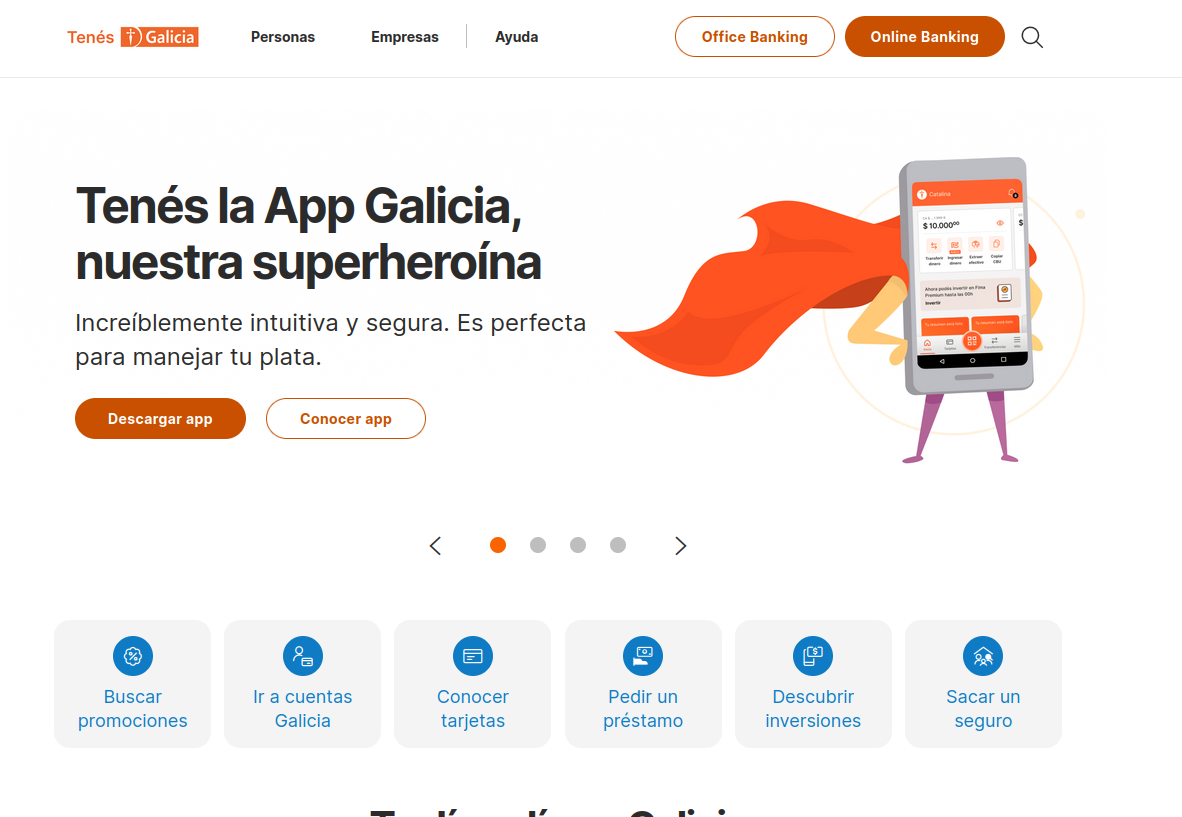 Tenés Galicia
Personas
Empresas
Ayuda
Office Banking
Online Banking
Tenés la App Galicia,
nuestra superheroína
Increíblemente intuitiva y segura. Es perfecta
para manejar tu plata.
Descargar app
Conocer app
Catalina
$ 10.000⁰⁰
$
Transferir
dinero
Ingresar
dinero
Extraer
efectivo
Copiar
CBU
Ahora podés invertir en Fima
Premium hasta las 00h
Invertir
Buscar
promociones
Ir a cuentas
Galicia
Conocer
tarjetas
Pedir un
préstamo
Descubrir
inversiones
Sacar un
seguro